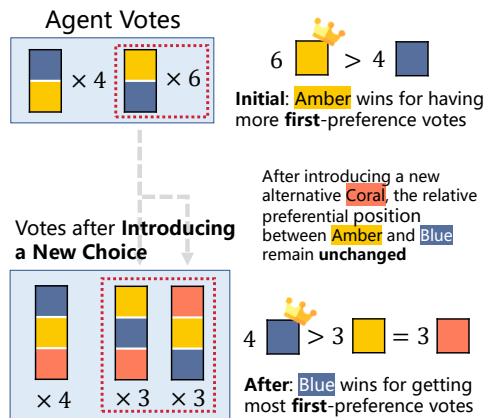 Agent Votes
× 4
× 6
6 > 4
Initial: Amber wins for having
more first-preference votes
After introducing a new
alternative Coral, the relative
preferential position
between Amber and Blue
remain unchanged
Votes after Introducing
a New Choice
× 4
× 3
× 3
4 > 3 = 3
After: Blue wins for getting
most first-preference votes